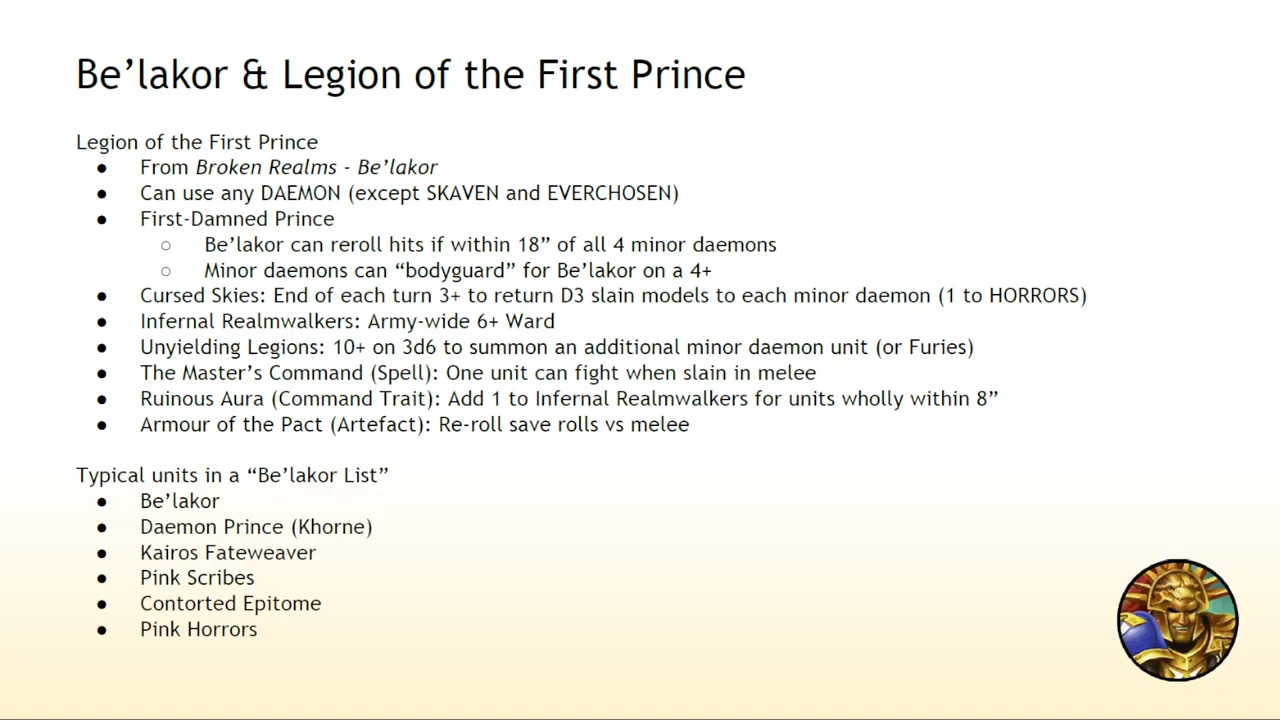 Be’lakor & Legion of the First Prince
Legion of the First Prince
● From Broken Realms - Be’lakor
● Can use any DAEMON (except SKAVEN and EVERCHOSEN)
● First-Damned Prince
○ Be’lakor can reroll hits if within 18” of all 4 minor daemons
○ Minor daemons can “bodyguard” for Be’lakor on a 4+
● Cursed Skies: End of each turn 3+ to return D3 slain models to each minor daemon (1 to HORRORS)
● Infernal Realmwalkers: Army-wide 6+ Ward
● Unyielding Legions: 10+ on 3d6 to summon an additional minor daemon unit (or Furies)
● The Master’s Command (Spell): One unit can fight when slain in melee
● Ruinous Aura (Command Trait): Add 1 to Infernal Realmwalkers for units wholly within 8”
● Armour of the Pact (Artefact): Re-roll save rolls vs melee
Typical units in a “Be’lakor List”
● Be’lakor
● Daemon Prince (Khorne)
● Kairos Fateweaver
● Pink Scribes
● Contorted Epitome
● Pink Horrors